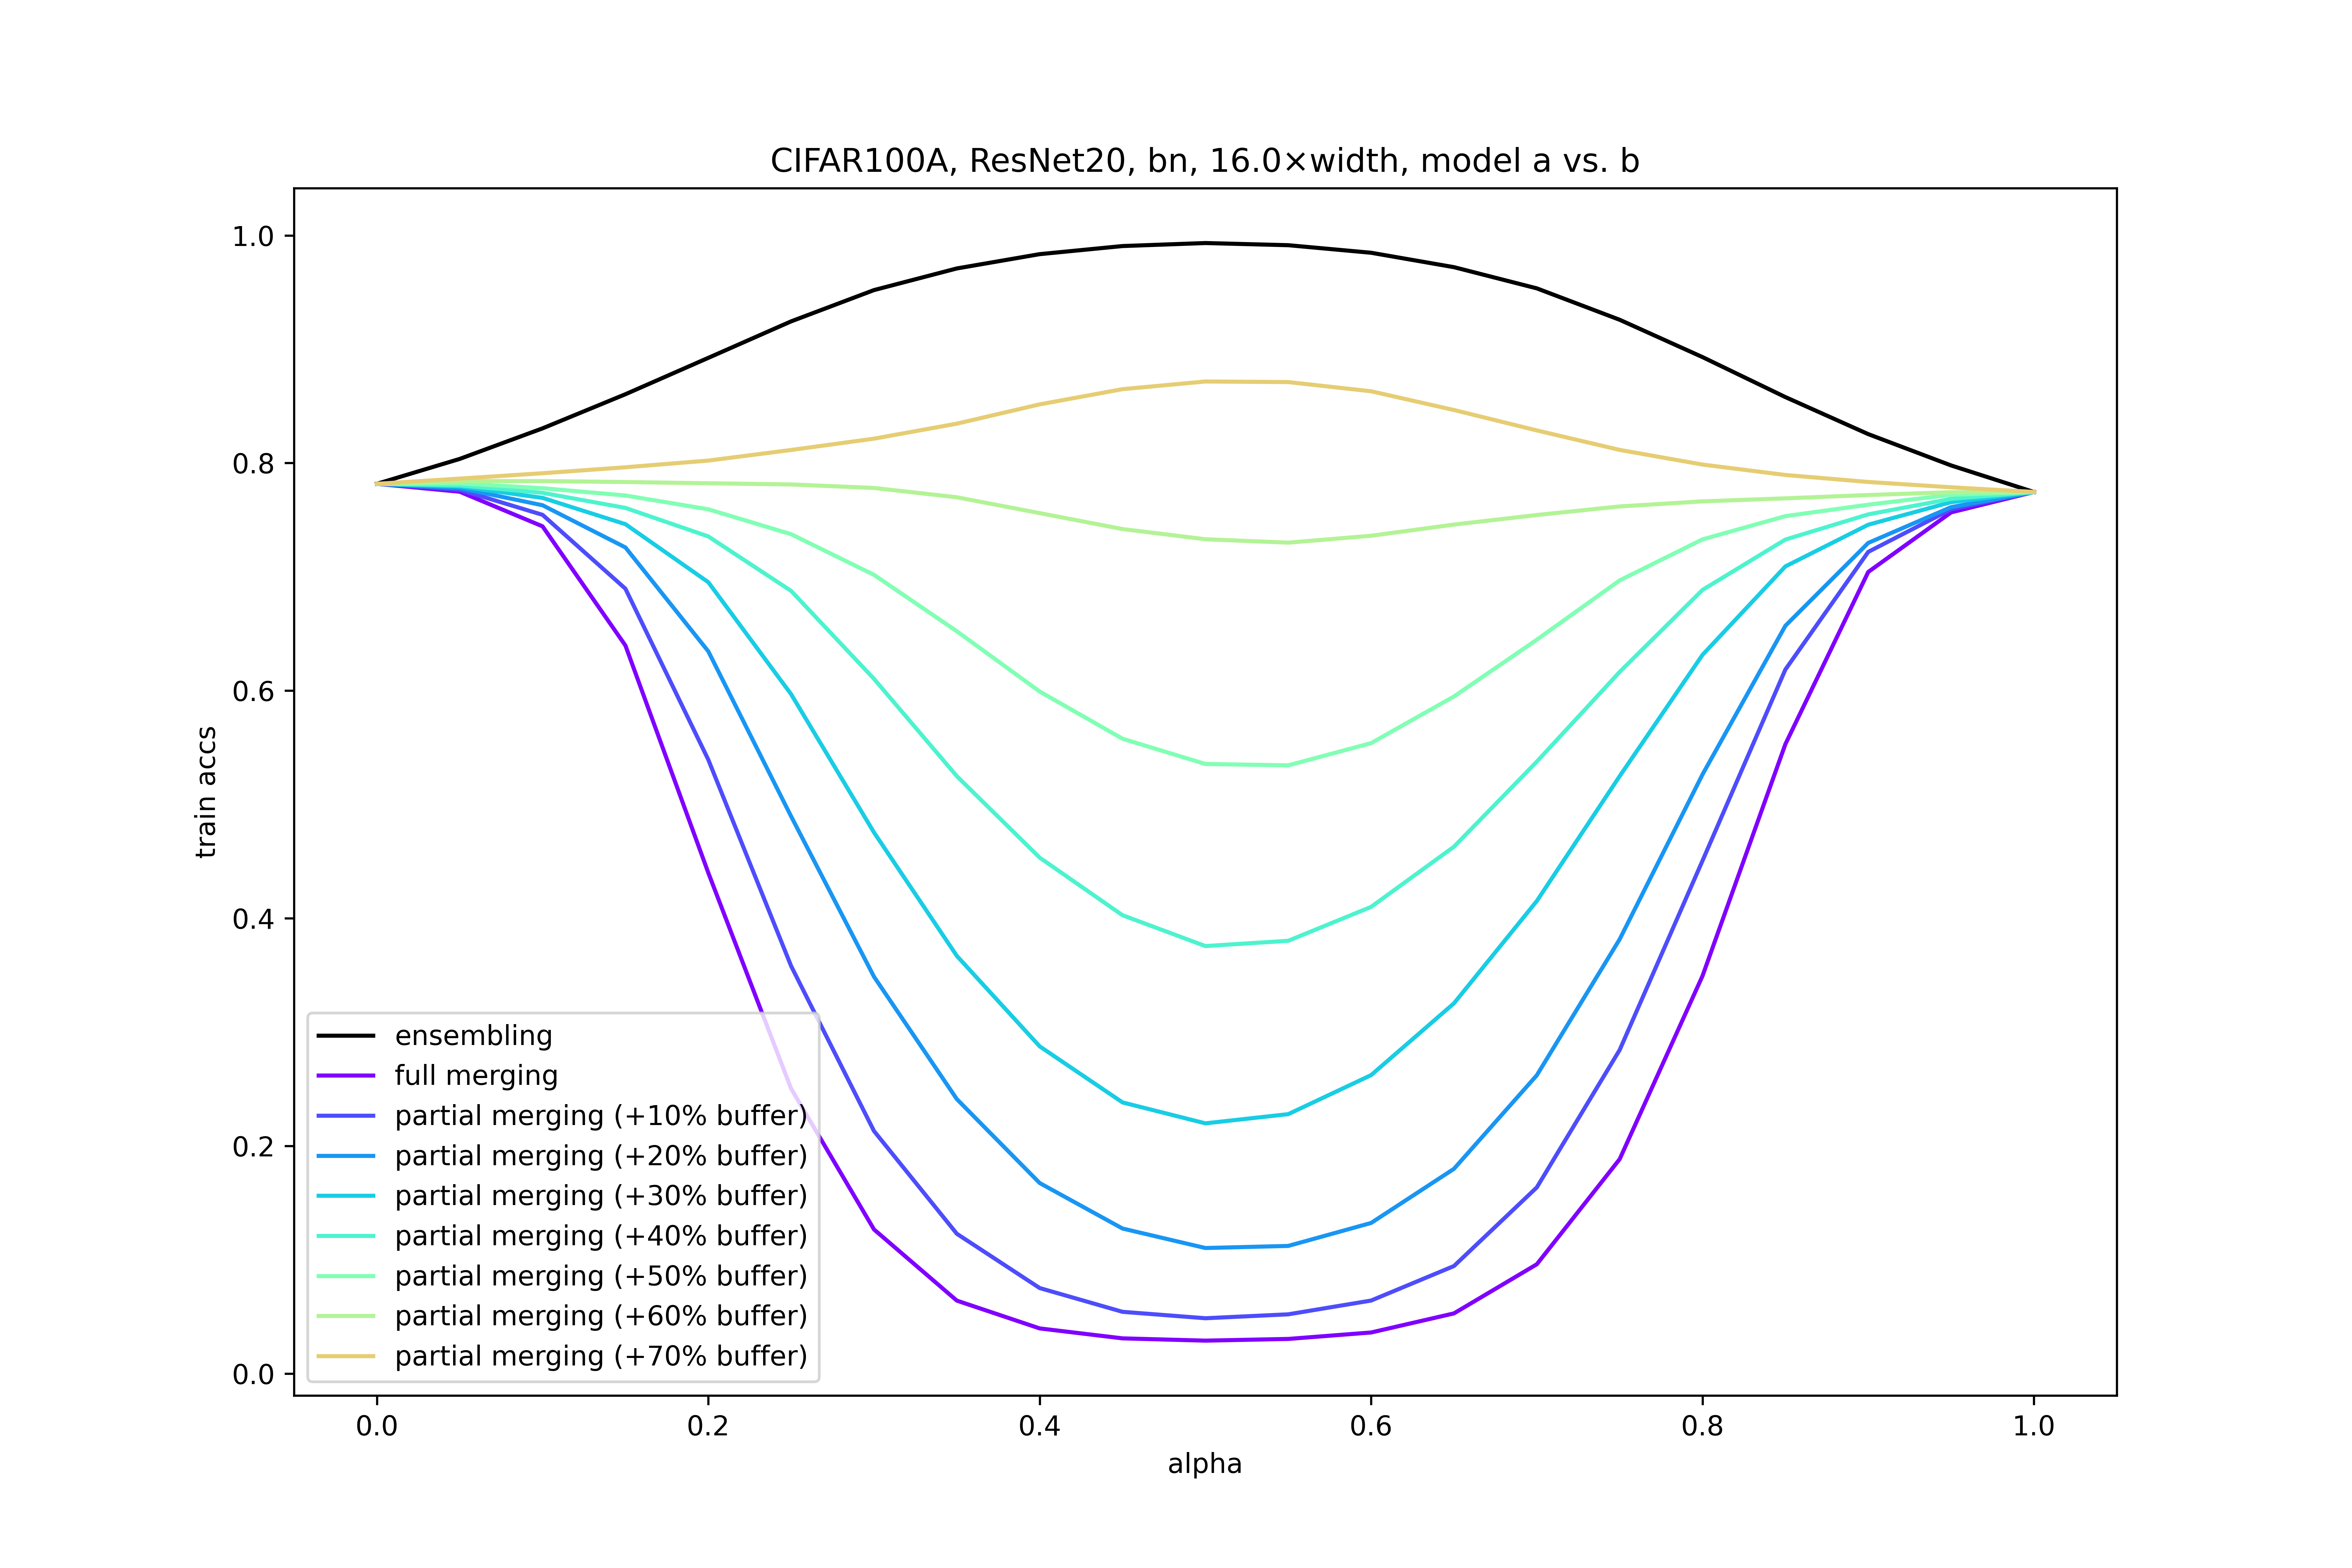 CIFAR100A, ResNet20, bn, 16.0×width, model a vs. b
1.0
0.8
0.6
0.4
0.2
0.0
train accs
ensembling
full merging
partial merging (+10% buffer)
partial merging (+20% buffer)
partial merging (+30% buffer)
partial merging (+40% buffer)
partial merging (+50% buffer)
partial merging (+60% buffer)
partial merging (+70% buffer)
0.0 0.2 0.4 0.6 0.8 1.0
alpha